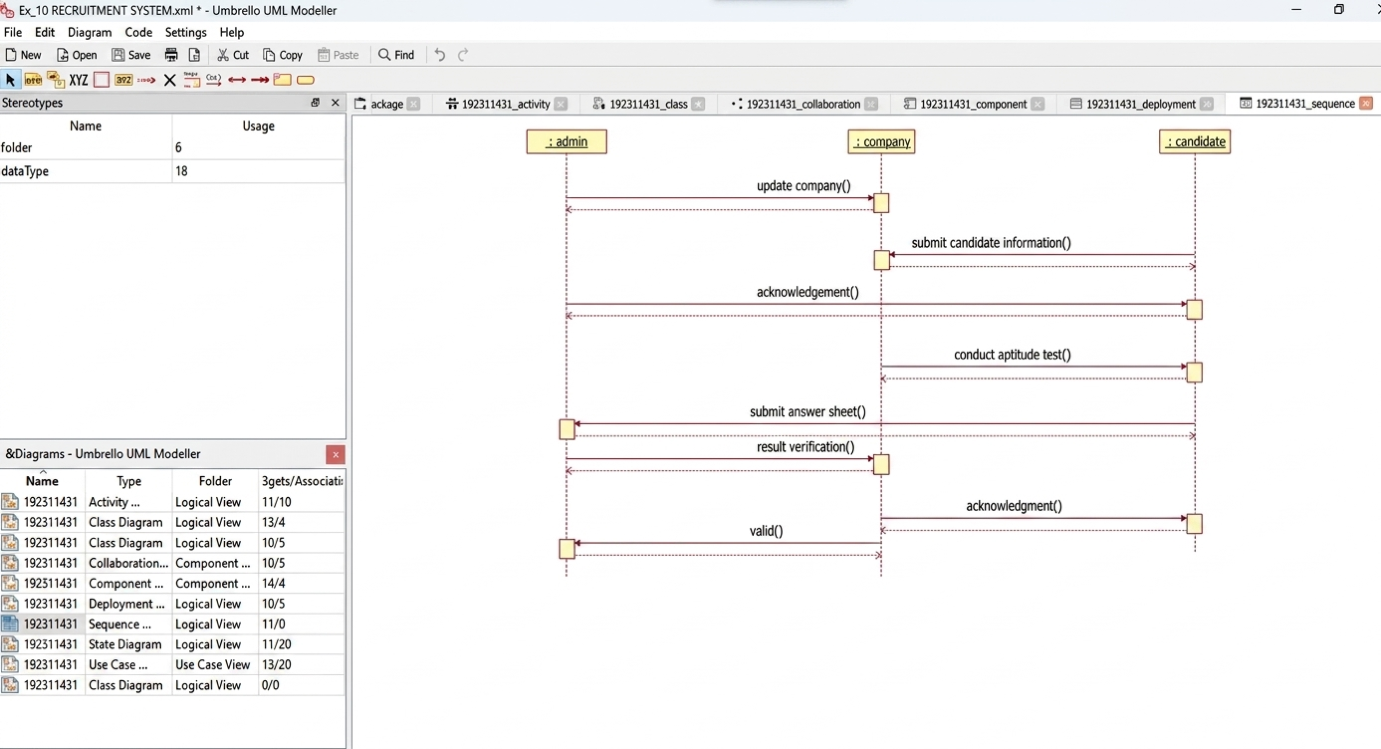 Ex_10 RECRUITMENT SYSTEM.xml * - Umbrello UML Modeller
File Edit Diagram Code Settings Help
New Open Save Cut Copy Paste Find
XYZ
Stereotypes
ackage 192311431_activity 192311431_class 192311431_collaboration 192311431_component 192311431_deployment 192311431_sequence
Name Usage
folder 6
dataType 18
: admin : company : candidate
update company()
submit candidate information()
acknowledgement()
conduct aptitude test()
submit answer sheet()
result verification()
acknowledgment()
valid()
&Diagrams - Umbrello UML Modeller
Name Type Folder 3gets/Associati
192311431 Activity ... Logical View 11/10
192311431 Class Diagram Logical View 13/4
192311431 Class Diagram Logical View 10/5
192311431 Collaboration... Component ... 10/5
192311431 Component ... Component ... 14/4
192311431 Deployment ... Logical View 10/5
192311431 Sequence ... Logical View 11/0
192311431 State Diagram Logical View 11/20
192311431 Use Case ... Use Case View 13/20
192311431 Class Diagram Logical View 0/0